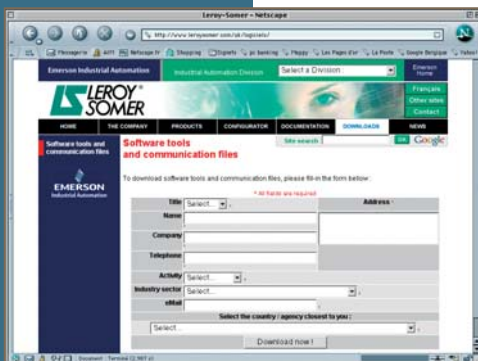 Leroy-Somer - Netscape
http://www.leroysomer.com/uk/logiciels/
Emerson Industrial Automation
Industrial Automation Division
Select a Division
Emerson Home
LEROY®
SOMER
Français
Other sites
Contact
HOME THE COMPANY PRODUCTS CONFIGURATOR DOCUMENTATION DOWNLOADS NEWS
Software tools and communication files
Software tools
and communication files
Site search
OK
Google
EMERSON
Industrial Automation
To download software tools and communication files, please fill-in the form bellow :
* All fields are required
Title Select...
Address
Name
Company
Telephone
Activity Select...
Industry sector Select...
eMail
Select the country / agency closest to you :
Select...
Download now !